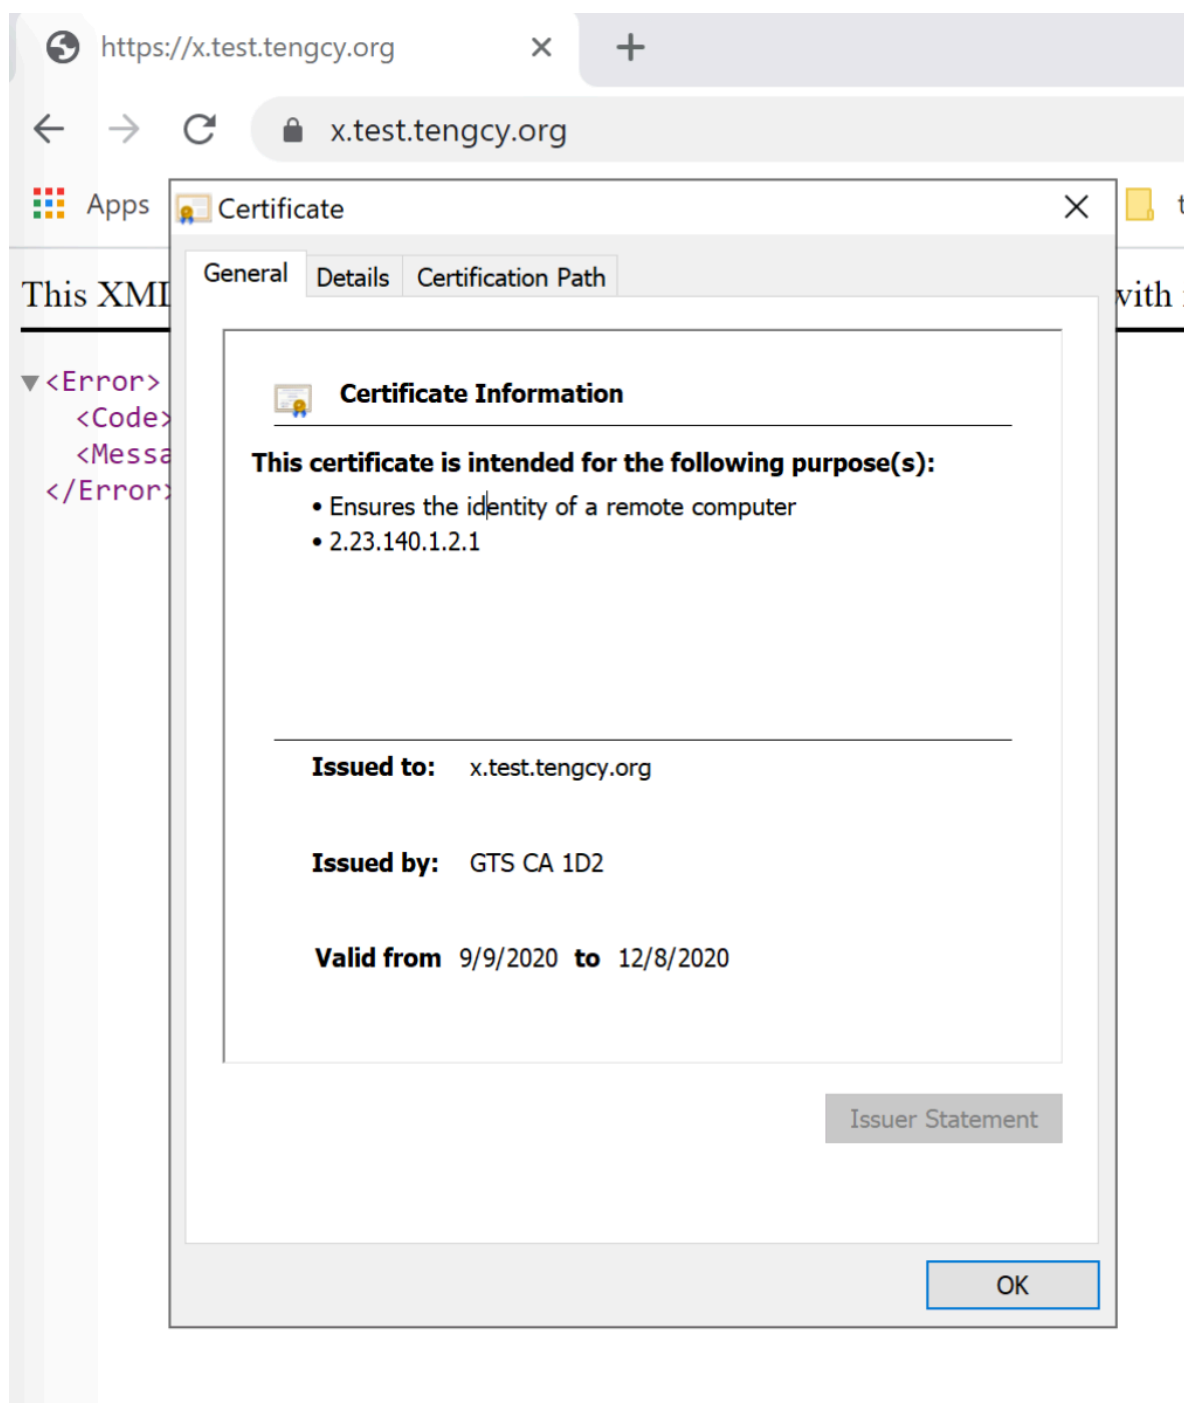 https://x.test.tengcy.org
x.test.tengcy.org
Apps
Certificate
General Details Certification Path
This XML
with
<Error>
<Code>
<Messa
</Error>
Certificate Information
This certificate is intended for the following purpose(s):
• Ensures the identity of a remote computer
• 2.23.140.1.2.1
Issued to: x.test.tengcy.org
Issued by: GTS CA 1D2
Valid from 9/9/2020 to 12/8/2020
Issuer Statement
OK